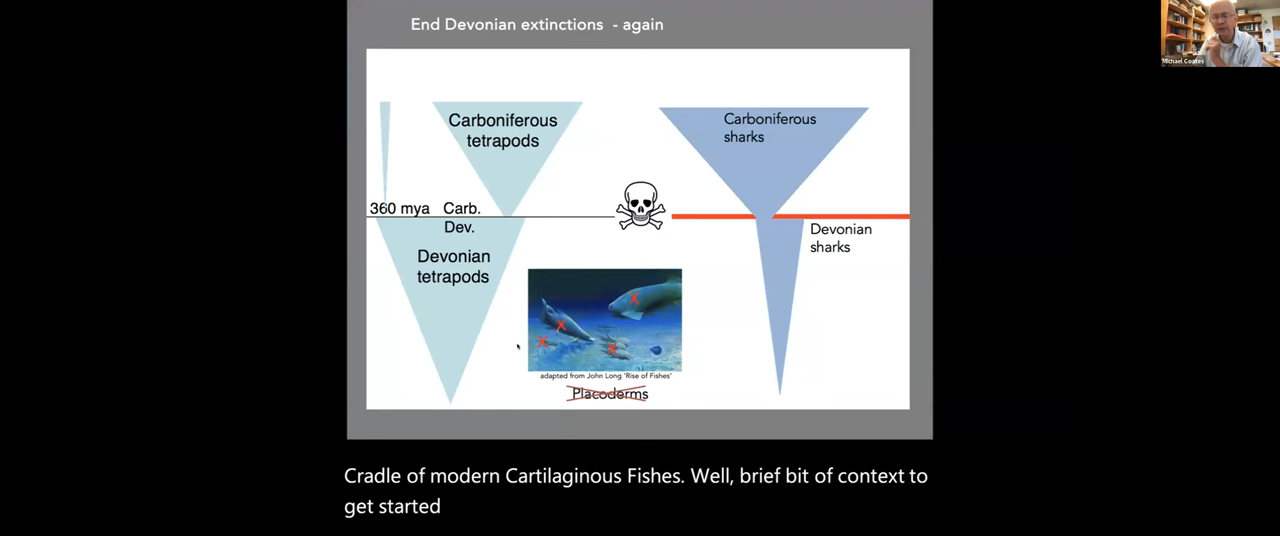 End Devonian extinctions - again
Michael Coates
Carboniferous
tetrapods
Carboniferous
sharks
360 mya Carb.
Dev.
Devonian
sharks
Devonian
tetrapods
X
X
X
X
adapted from John Long 'Rise of Fishes'
Placoderms
Cradle of modern Cartilaginous Fishes. Well, brief bit of context to
get started